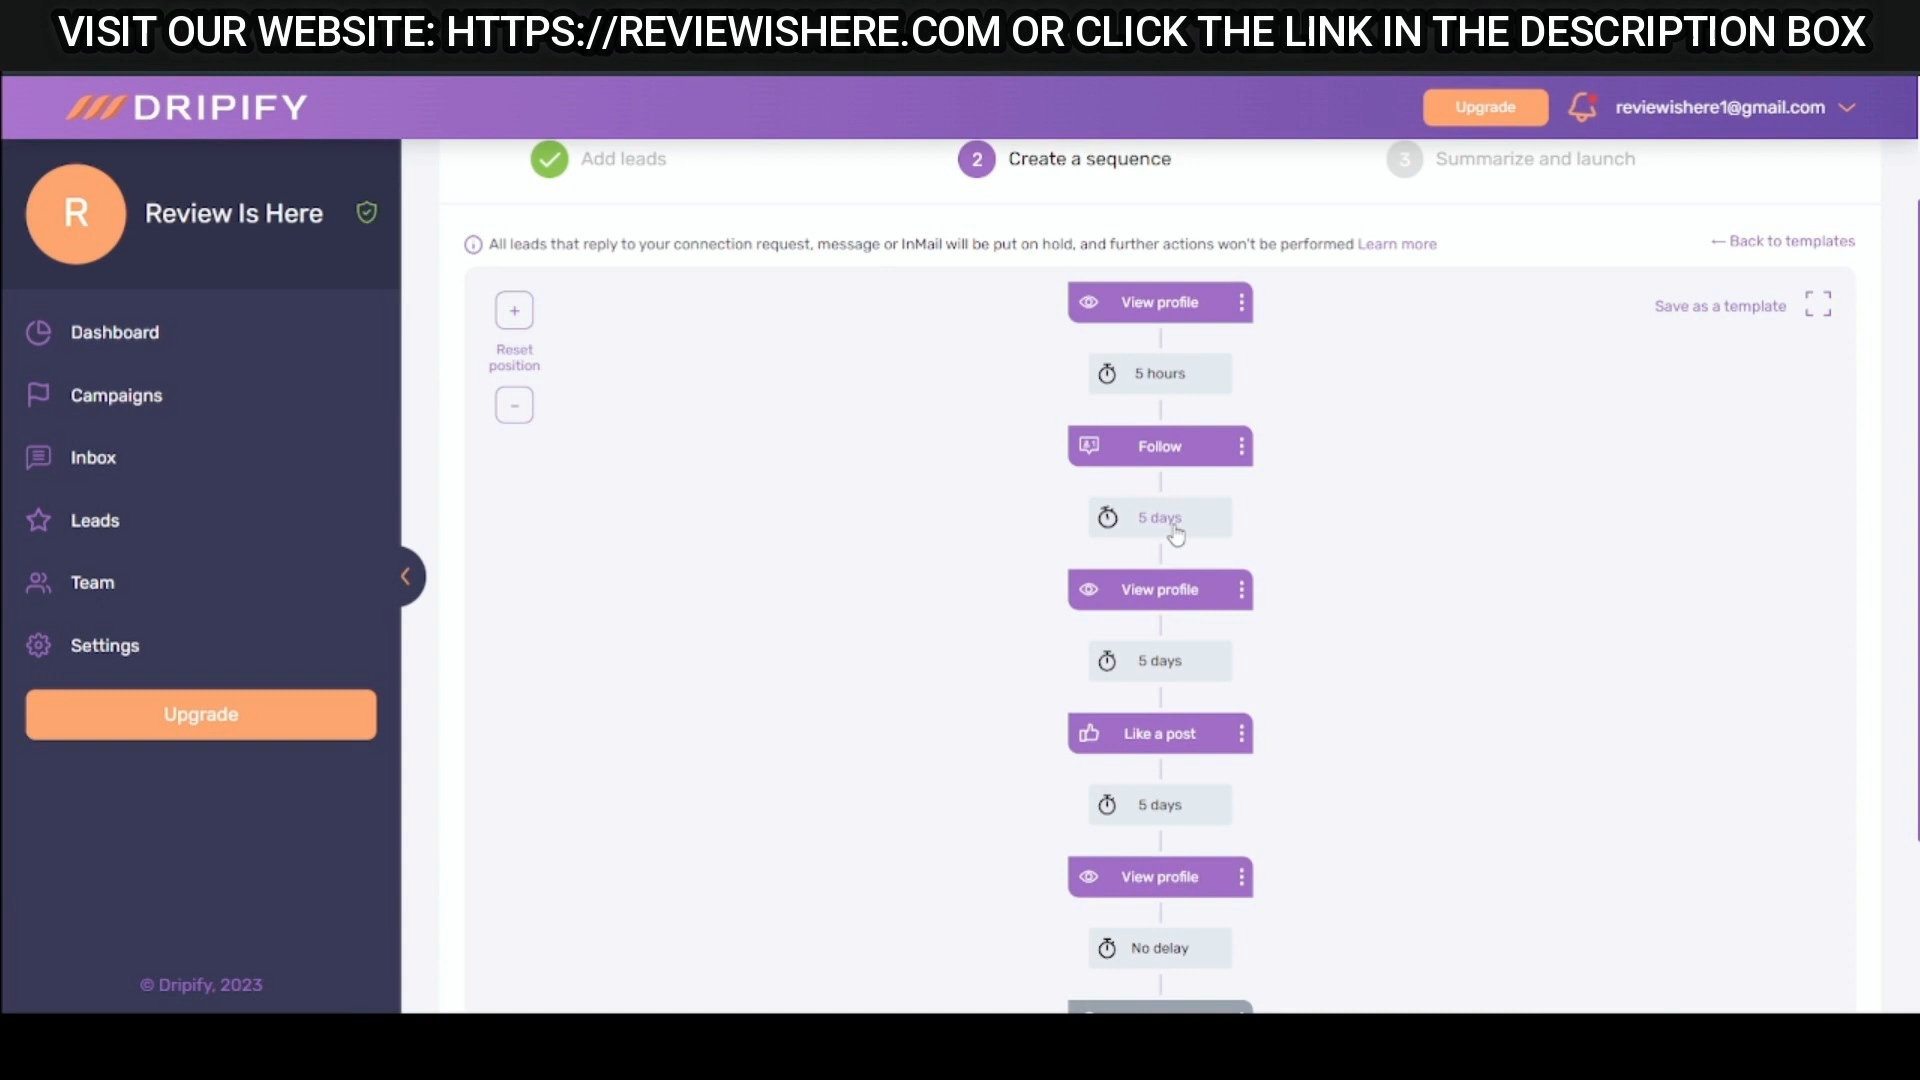 VISIT OUR WEBSITE: HTTPS://REVIEWISHERE.COM OR CLICK THE LINK IN THE DESCRIPTION BOX
DRIPIFY
Upgrade
reviewishere1@gmail.com
R
Review Is Here
Dashboard
Campaigns
Inbox
Leads
Team
Settings
Upgrade
© Dripify, 2023
Add leads
2 Create a sequence
3 Summarize and launch
All leads that reply to your connection request, message or InMail will be put on hold, and further actions won't be performed Learn more
← Back to templates
+
Reset
position
-
Save as a template
View profile
5 hours
Follow
5 days
View profile
5 days
Like a post
5 days
View profile
No delay